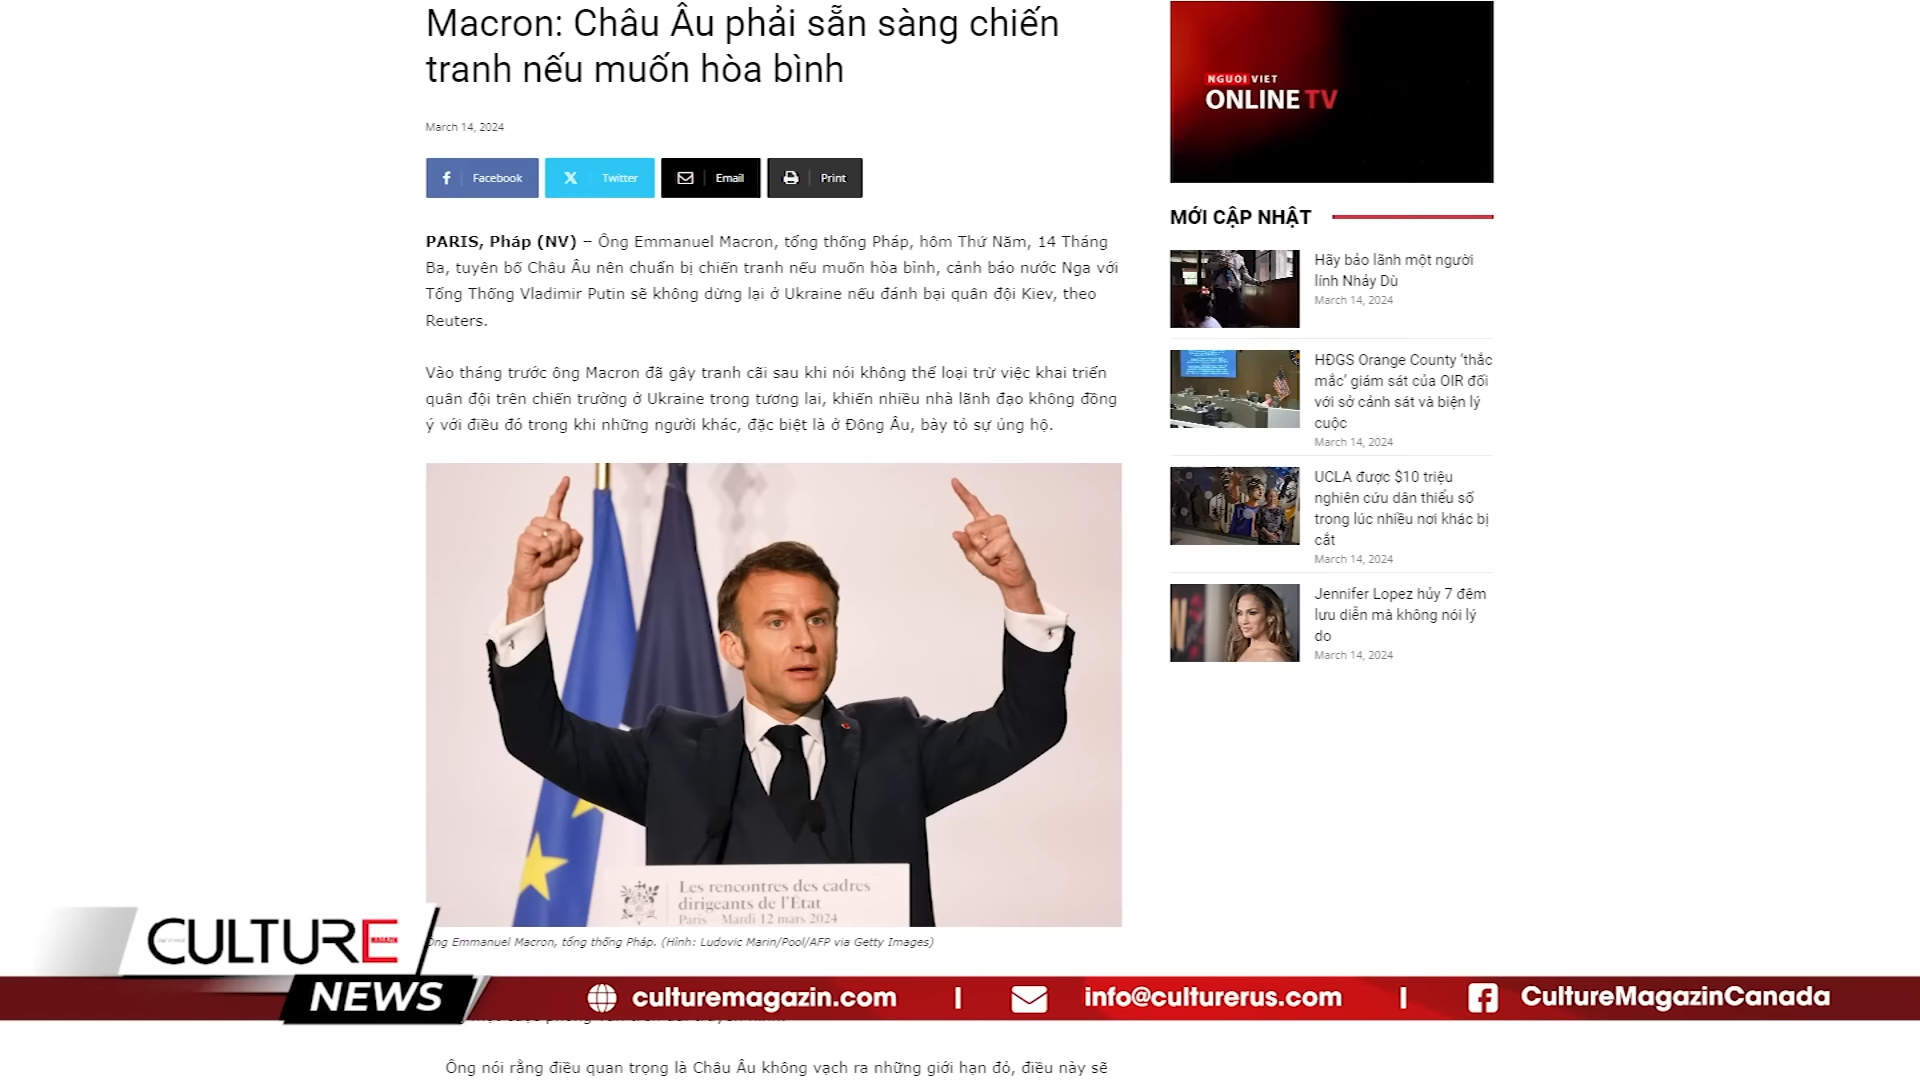 Macron: Châu Âu phải sẵn sàng chiến
tranh nếu muốn hòa bình
March 14, 2024
Facebook
Twitter
Email
Print
PARIS, Pháp (NV) – Ông Emmanuel Macron, tổng thống Pháp, hôm Thứ Năm, 14 Tháng
Ba, tuyên bố Châu Âu nên chuẩn bị chiến tranh nếu muốn hòa bình, cảnh báo nước Nga với
Tổng Thống Vladimir Putin sẽ không dừng lại ở Ukraine nếu đánh bại quân đội Kiev, theo
Reuters.
Vào tháng trước ông Macron đã gây tranh cãi sau khi nói không thể loại trừ việc khai triển
quân đội trên chiến trường ở Ukraine trong tương lai, khiến nhiều nhà lãnh đạo không đồng
ý với điều đó trong khi những người khác, đặc biệt là ở Đông Âu, bày tỏ sự ủng hộ.
Les rencontres des cadres
dirigeants de l'État
Paris – Mardi 12 mars 2024
Ông Emmanuel Macron, tổng thống Pháp. (Hình: Ludovic Marin/Pool/AFP via Getty Images)
Ông nói rằng điều quan trọng là Châu Âu không vạch ra những giới hạn đỏ, điều này sẽ
NGUOI VIET
ONLINE TV
MỚI CẬP NHẬT
Hãy bảo lãnh một người
lính Nhảy Dù
March 14, 2024
HĐGS Orange County ‘thắc
mắc’ giám sát của OIR đối
với sở cảnh sát và biện lý
cuộc
March 14, 2024
UCLA được $10 triệu
nghiên cứu dân thiểu số
trong lúc nhiều nơi khác bị
cắt
March 14, 2024
Jennifer Lopez hủy 7 đêm
lưu diễn mà không nói lý
do
March 14, 2024
CULTURE
MAGAZIN
NEWS
culturemagazin.com
info@culturerus.com
CultureMagazinCanada